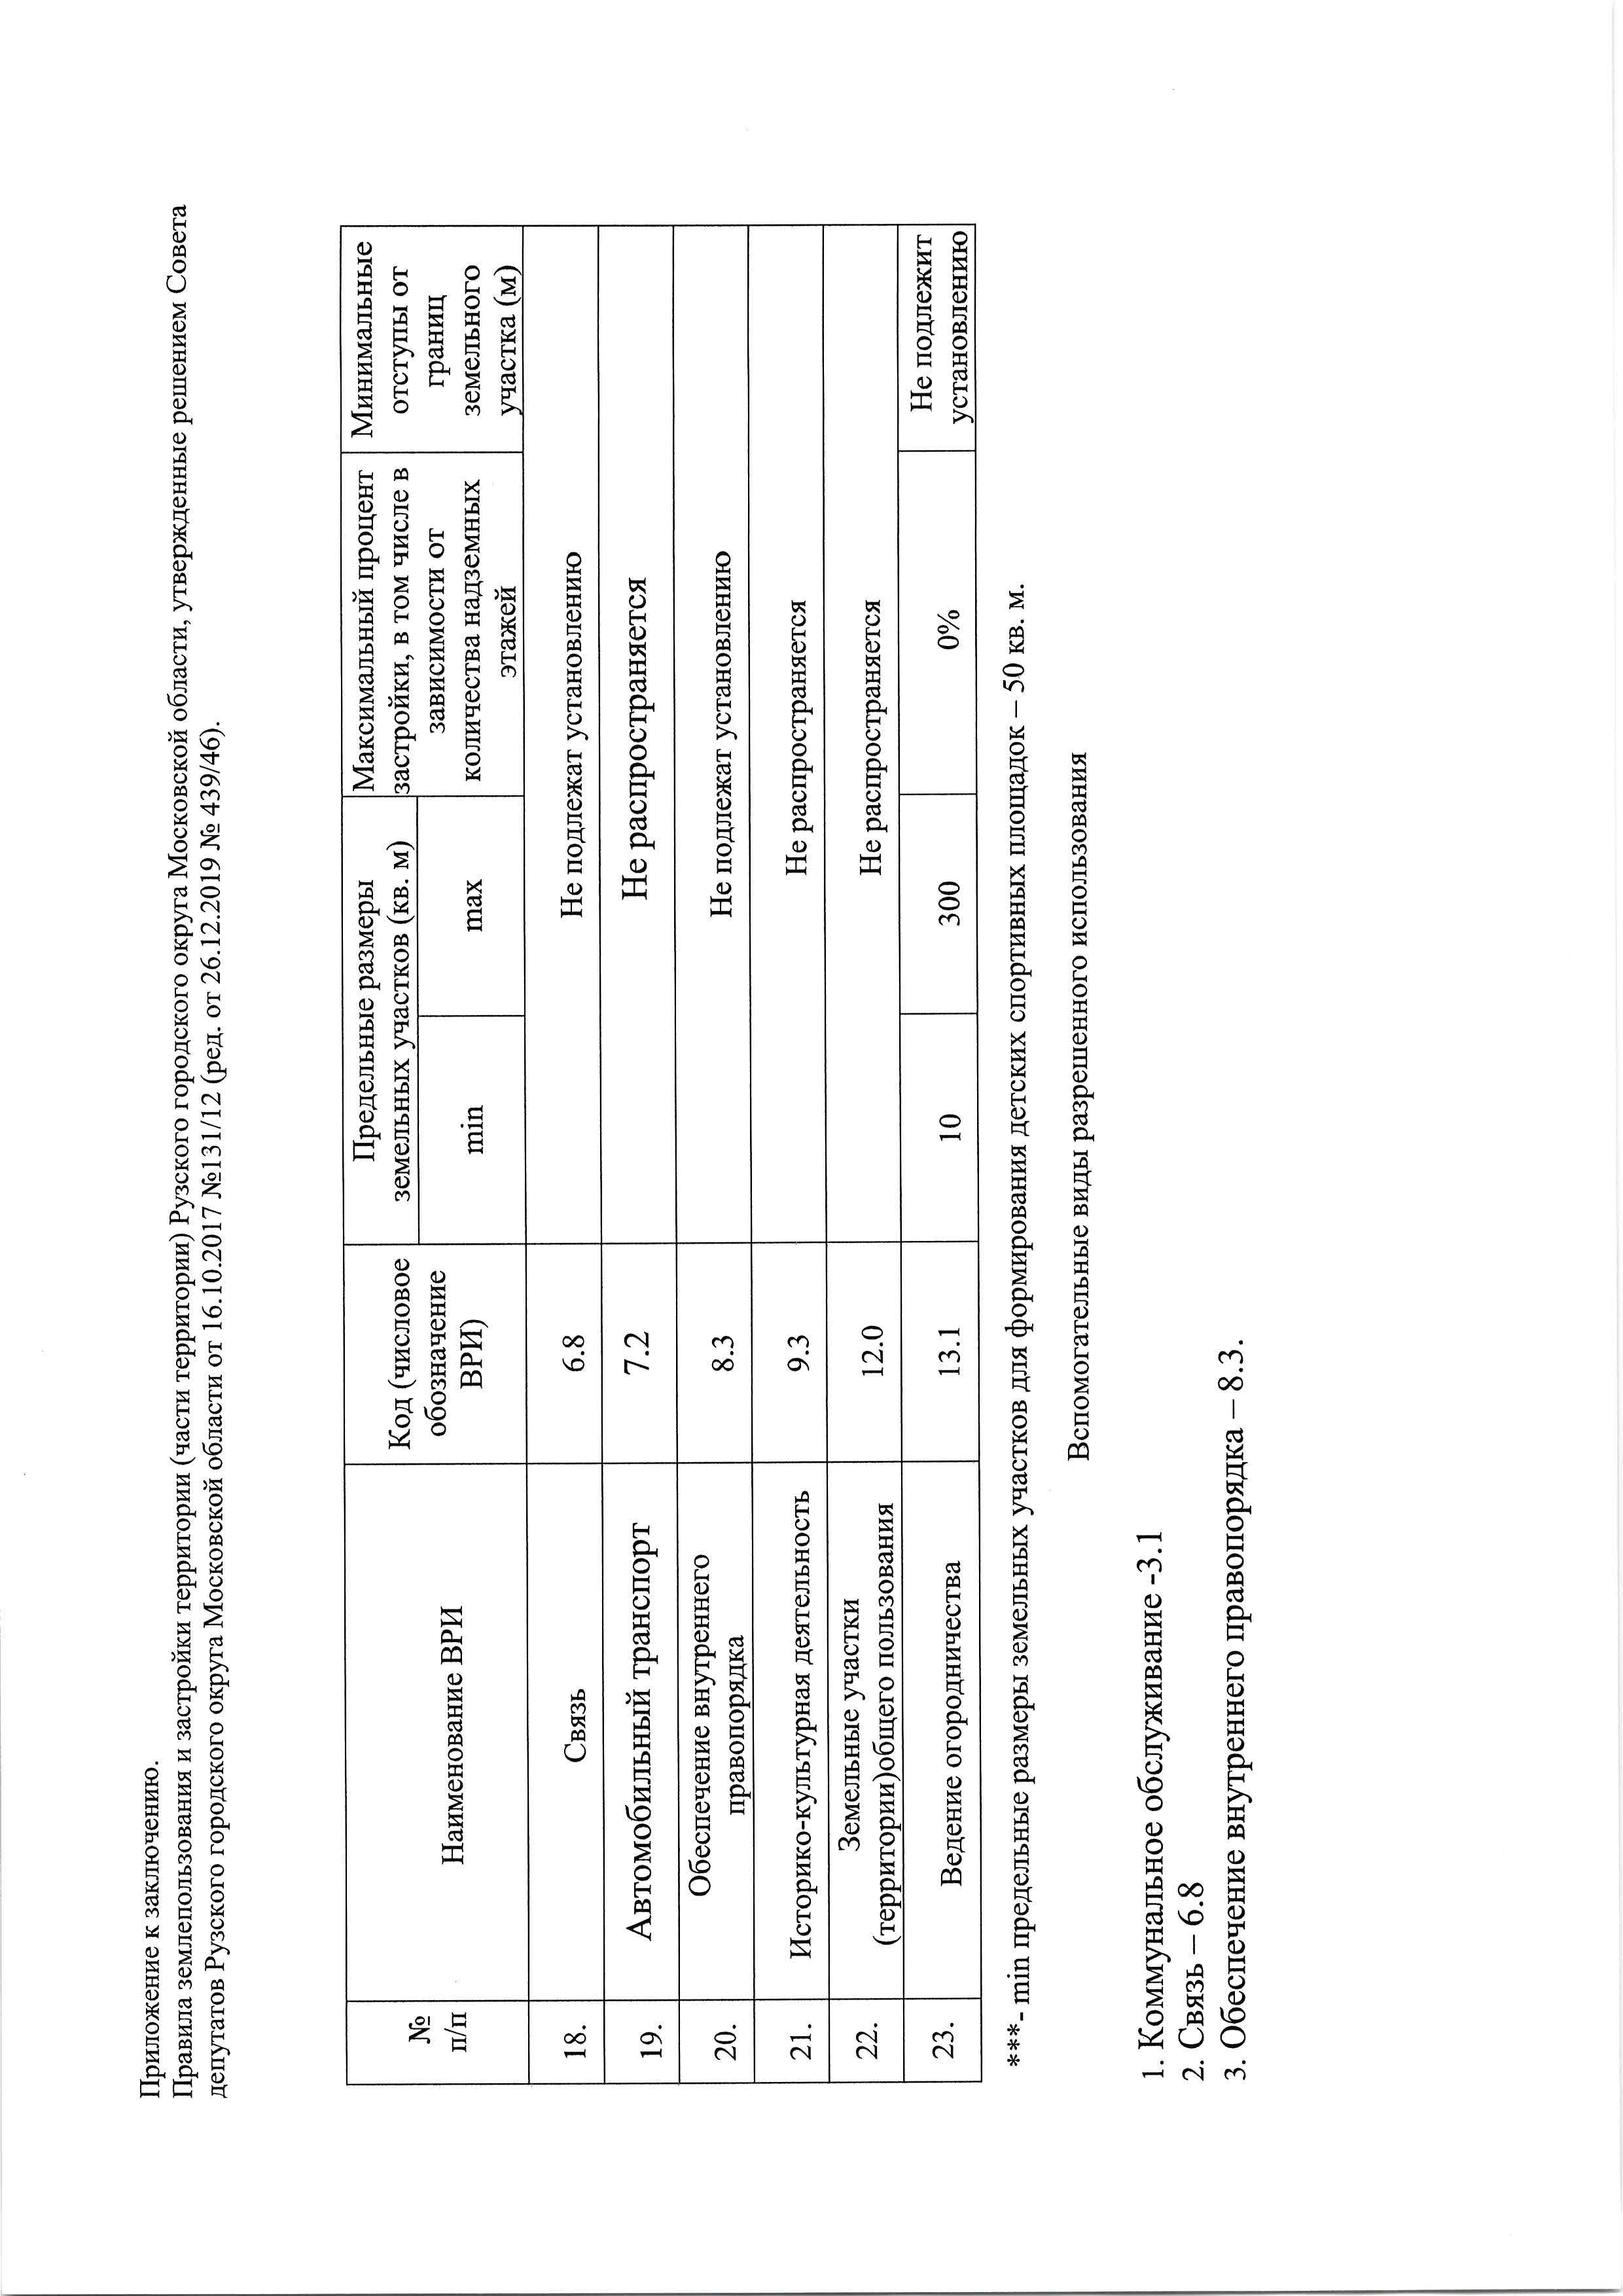 Приложение к заключению.
Правила землепользования и застройки территории (части территории) Рузского городского округа Московской области, утвержденные решением Совета
депутатов Рузского городского округа Московской области от 16.10.2017 №131/12 (ред. от 26.12.2019 № 439/46).
№
п/п
Наименование ВРИ
Код (числовое
обозначение
ВРИ)
Предельные размеры
земельных участков (кв. м)
min
max
Максимальный процент
застройки, в том числе в
зависимости от
количества надземных
этажей
Минимальные
отступы от
границ
земельного
участка (м)
18.
Связь
6.8
Не подлежат установлению
19.
Автомобильный транспорт
7.2
Не распространяется
20.
Обеспечение внутреннего
правопорядка
8.3
Не подлежат установлению
21.
Историко-культурная деятельность
9.3
Не распространяется
22.
Земельные участки
(территории)общего пользования
12.0
Не распространяется
23.
Ведение огородничества
13.1
10
300
0%
Не подлежит
установлению
***- min предельные размеры земельных участков для формирования детских спортивных площадок – 50 кв. м.
Вспомогательные виды разрешенного использования
1. Коммунальное обслуживание -3.1
2. Связь – 6.8
3. Обеспечение внутреннего правопорядка – 8.3.